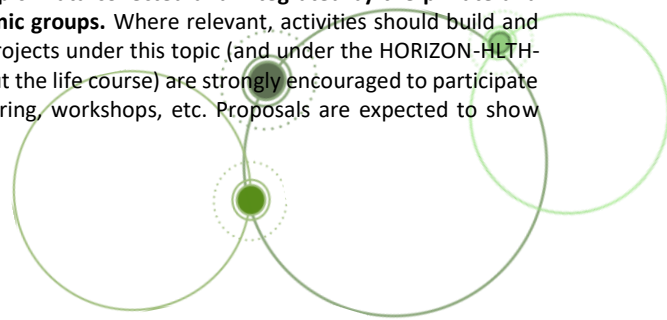 nic groups. Where relevant, activities should build and
rojects under this topic (and under the HORIZON-HLTH-
ut the life course) are strongly encouraged to participate
ring, workshops, etc. Proposals are expected to show